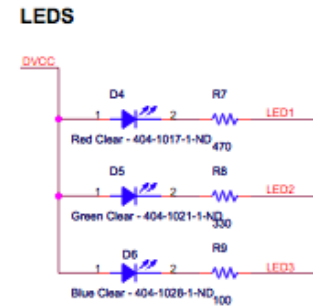 LEDS
DVCC
D4 R7
1 2 LED1
Red Clear - 404-1017-1-ND 470
D5 R8
1 2 LED2
Green Clear - 404-1021-1-ND 330
D6 R9
1 2 LED3
Blue Clear - 404-1028-1-ND 100